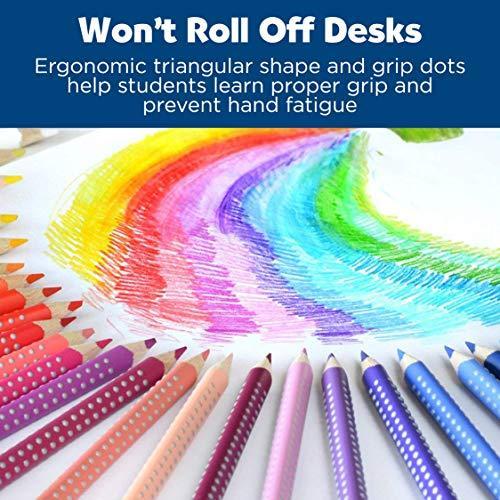 Won't Roll Off Desks
Ergonomic triangular shape and grip dots
help students learn proper grip and
prevent hand fatigue